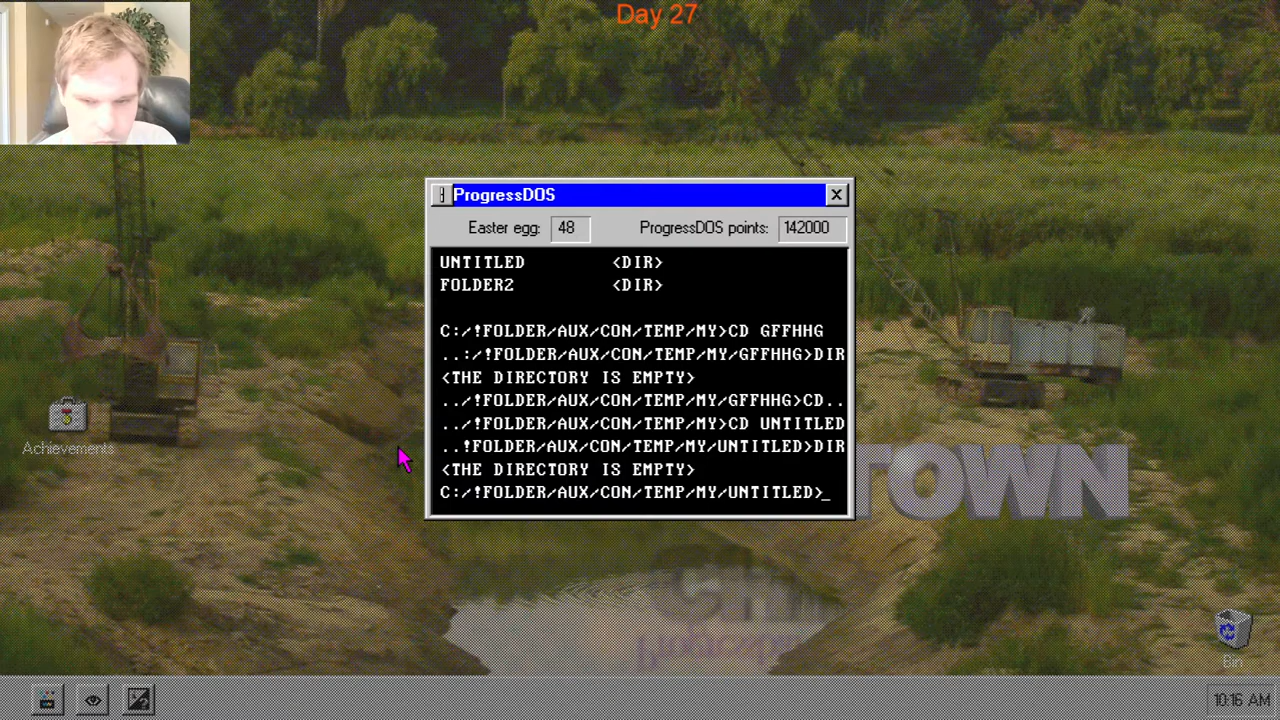 Day 27
ProgressDOS
Easter egg: 48 ProgressDOS points: 142000
UNTITLED <DIR>
FOLDER2 <DIR>
C:/!FOLDER/AUX/CON/TEMP/MY>CD GFFHHG
..:/!FOLDER/AUX/CON/TEMP/MY/GFFHHG>DIR
<THE DIRECTORY IS EMPTY>
../!FOLDER/AUX/CON/TEMP/MY/GFFHHG>CD..
../!FOLDER/AUX/CON/TEMP/MY>CD UNTITLED
..!FOLDER/AUX/CON/TEMP/MY/UNTITLED>DIR
<THE DIRECTORY IS EMPTY>
C:/!FOLDER/AUX/CON/TEMP/MY/UNTITLED>_
Achievements
TOWN
Bin
10:16 AM